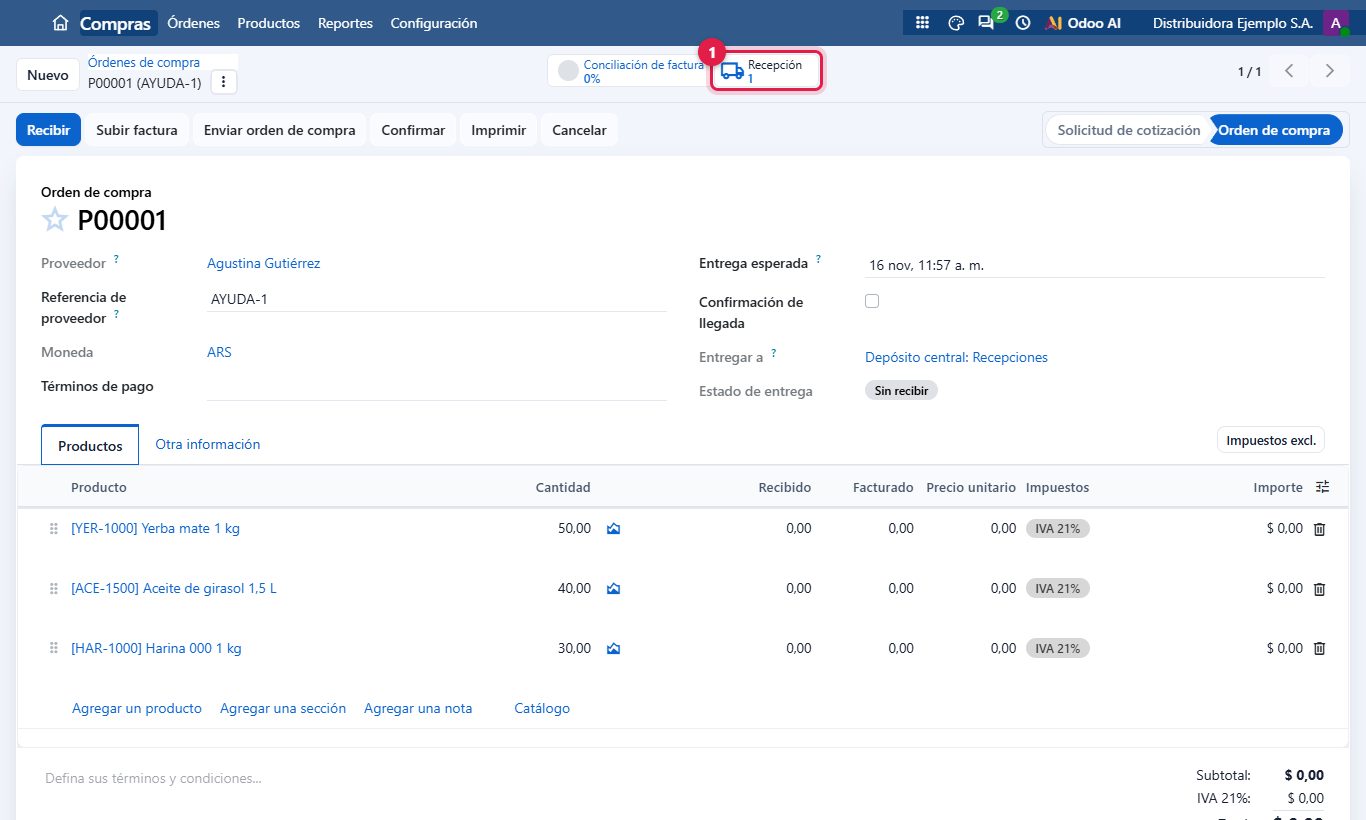 Compras Órdenes Productos Reportes Configuración 2 Odoo AI Distribuidora Ejemplo S.A. A
Nuevo Órdenes de compra
P00001 (AYUDA-1)
Conciliación de factura
0%
1
Recepción
1
1 / 1
Recibir Subir factura Enviar orden de compra Confirmar Imprimir Cancelar Solicitud de cotización Orden de compra
Orden de compra
P00001
Proveedor ? Agustina Gutiérrez
Referencia de
proveedor ? AYUDA-1
Moneda ARS
Términos de pago
Entrega esperada ? 16 nov, 11:57 a. m.
Confirmación de
llegada
Entregar a ? Depósito central: Recepciones
Estado de entrega Sin recibir
Productos Otra información Impuestos excl.
Producto Cantidad Recibido Facturado Precio unitario Impuestos Importe
[YER-1000] Yerba mate 1 kg 50,00 0,00 0,00 0,00 IVA 21% $ 0,00
[ACE-1500] Aceite de girasol 1,5 L 40,00 0,00 0,00 0,00 IVA 21% $ 0,00
[HAR-1000] Harina 000 1 kg 30,00 0,00 0,00 0,00 IVA 21% $ 0,00
Agregar un producto Agregar una sección Agregar una nota Catálogo
Defina sus términos y condiciones...
Subtotal: $ 0,00
IVA 21%: $ 0,00